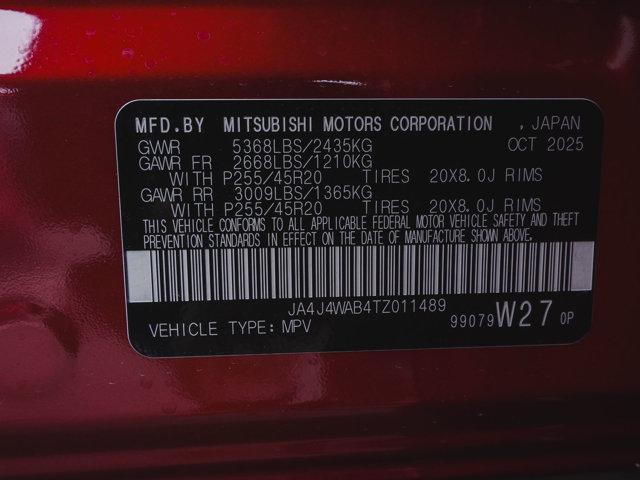 MFD.BY MITSUBISHI MOTORS CORPORATION , JAPAN
GVWR 5368LBS/2435KG OCT 2025
GAWR FR 2668LBS/1210KG
WITH P255/45R20 TIRES 20X8.0J RIMS
GAWR RR 3009LBS/1365KG
WITH P255/45R20 TIRES 20X8.0J RIMS
THIS VEHICLE CONFORMS TO ALL APPLICABLE FEDERAL MOTOR VEHICLE SAFETY AND THEFT
PREVENTION STANDARDS IN EFFECT ON THE DATE OF MANUFACTURE SHOWN ABOVE.
JA4J4WAB4TZ011489
VEHICLE TYPE: MPV 99079 W27 0P